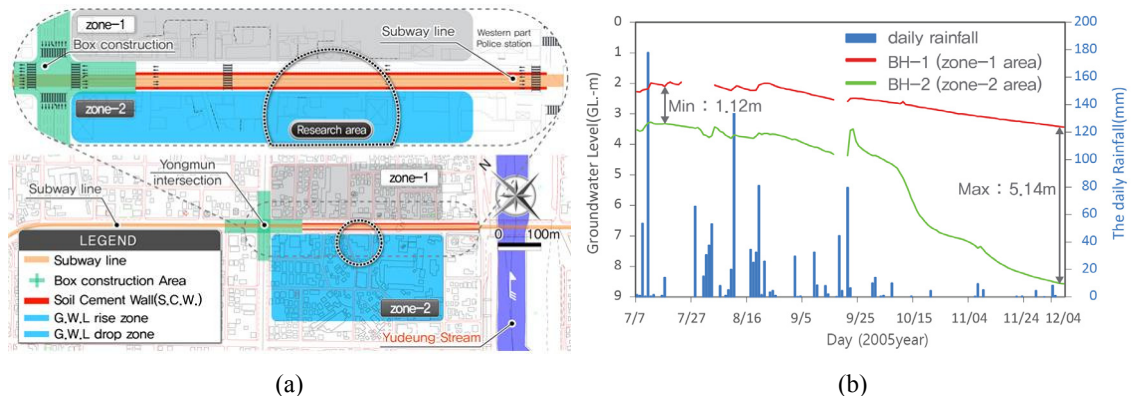 zone-1
Box construction
Subway line
Western part
Police station
zone-2
Research area
Yongmun
intersection
Subway line
zone-1
N
0 100m
LEGEND
Subway line
Box construction Area
Soil Cement Wall(S,C,W,)
G,W,L rise zone
G,W,L drop zone
zone-2
Yudeung Stream
(a)
Groundwater Level(GL-m)
0
1
2
3
4
5
6
7
8
9
daily rainfall
BH-1 (zone-1 area)
BH-2 (zone-2 area)
Min : 1,12m
Max : 5,14m
200
180
160
140
120
100
80
60
40
20
0
The daily Rainfall(mm)
7/7 7/27 8/16 9/5 9/25 10/15 11/04 11/24 12/04
Day (2005year)
(b)